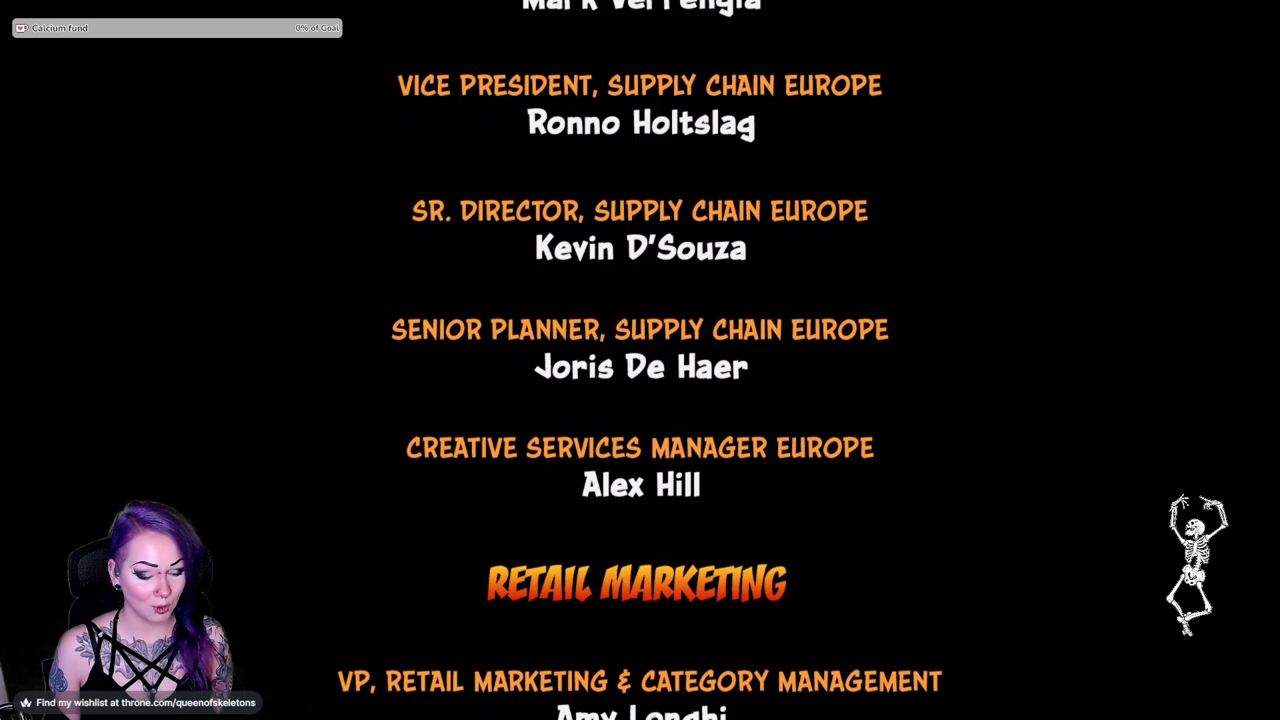 Calcium fund 0% of Goal
VICE PRESIDENT, SUPPLY CHAIN EUROPE
Ronno Holtslag
SR. DIRECTOR, SUPPLY CHAIN EUROPE
Kevin D'Souza
SENIOR PLANNER, SUPPLY CHAIN EUROPE
Joris De Haer
CREATIVE SERVICES MANAGER EUROPE
Alex Hill
RETAIL MARKETING
VP, RETAIL MARKETING & CATEGORY MANAGEMENT
Amy Longhi
Find my wishlist at throne.com/queenofskeletons